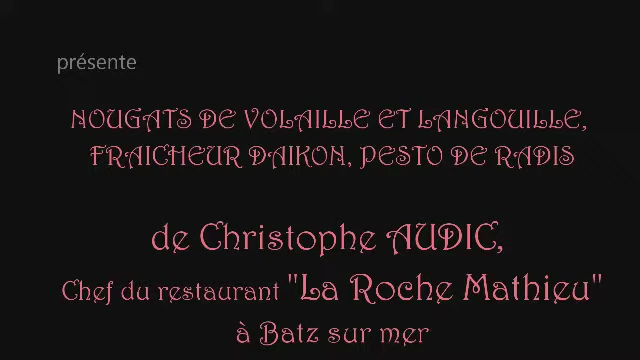 présente
NOUGATS DE VOLAILLE ET LANGOUILLE,
FRAICHEUR DAIKON, PESTO DE RADIS
de Christophe AUDIC,
Chef du restaurant "La Roche Mathieu"
à Batz sur mer